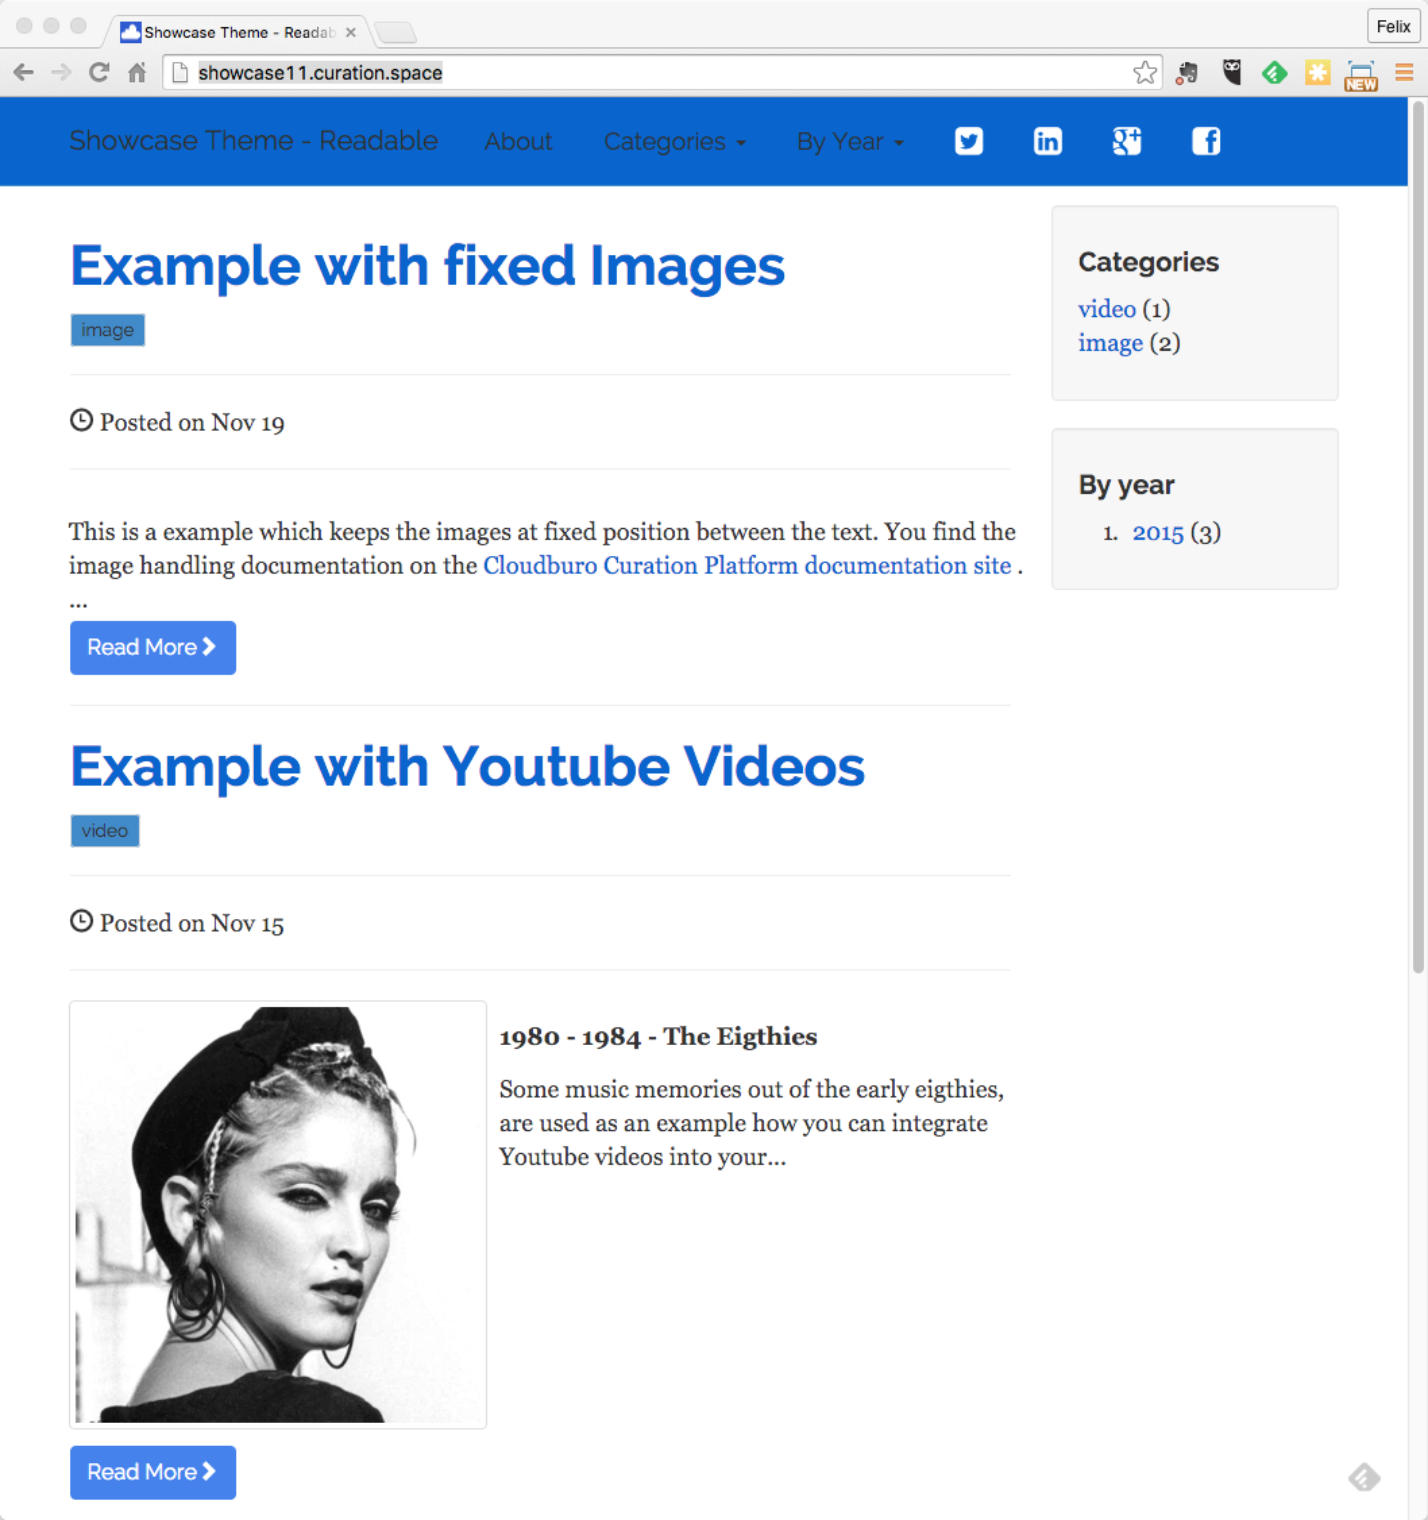 Showcase Theme - Readab
Felix
showcase11.curation.space
NEW
Showcase Theme - Readable About Categories By Year
Example with fixed Images
image
Posted on Nov 19
This is a example which keeps the images at fixed position between the text. You find the
image handling documentation on the Cloudburo Curation Platform documentation site .
...
Read More
Example with Youtube Videos
video
Posted on Nov 15
1980 - 1984 - The Eigthies
Some music memories out of the early eigthies,
are used as an example how you can integrate
Youtube videos into your...
Read More
Categories
video (1)
image (2)
By year
1. 2015 (3)